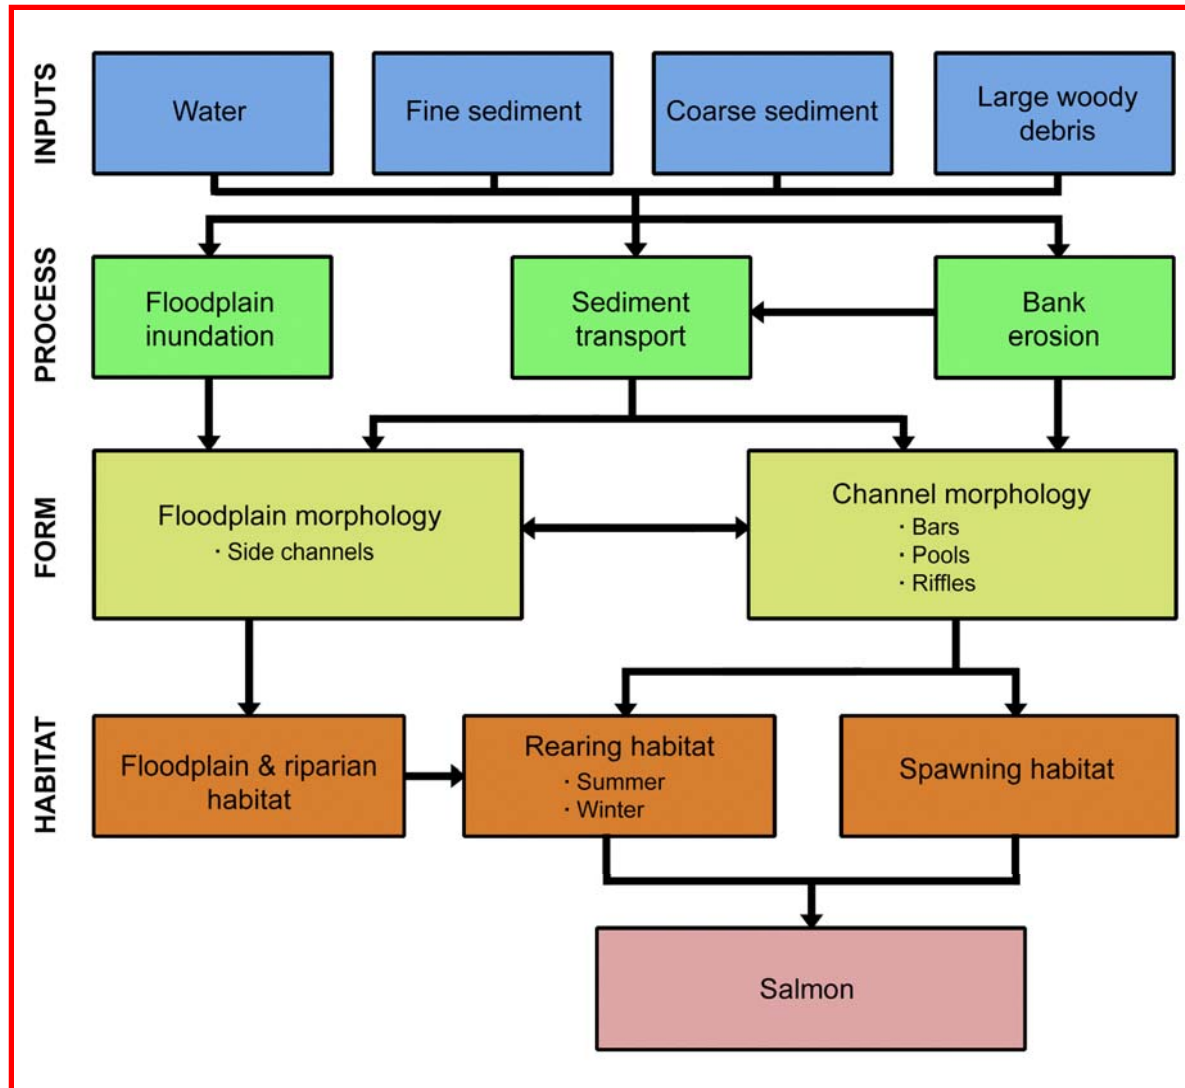 INPUTS
Water
Fine sediment
Coarse sediment
Large woody
debris
PROCESS
Floodplain
inundation
Sediment
transport
Bank
erosion
FORM
Floodplain morphology
· Side channels
Channel morphology
· Bars
· Pools
· Riffles
HABITAT
Floodplain & riparian
habitat
Rearing habitat
· Summer
· Winter
Spawning habitat
Salmon